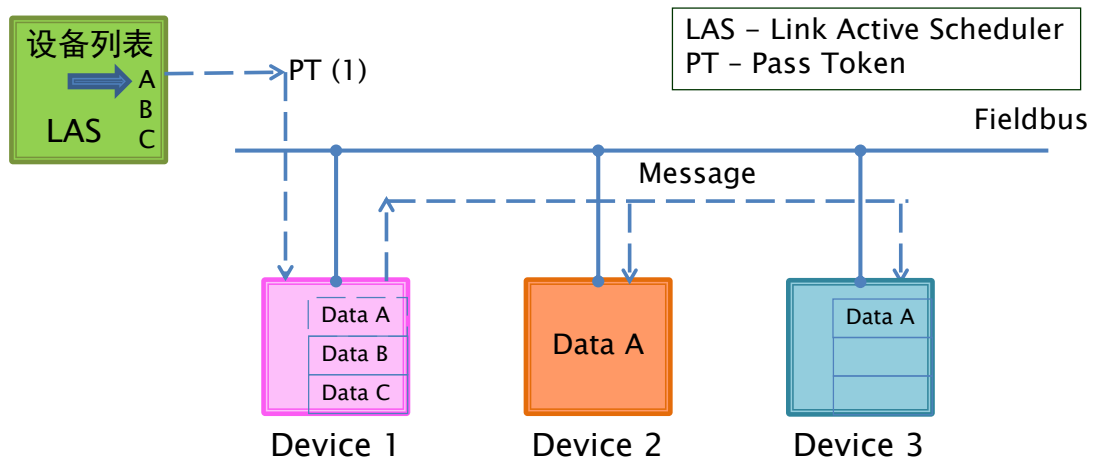 设备列表
A
B
LAS C
PT (1)
LAS – Link Active Scheduler
PT – Pass Token
Fieldbus
Message
Data A
Data B
Data C
Data A
Data A
Device 1
Device 2
Device 3